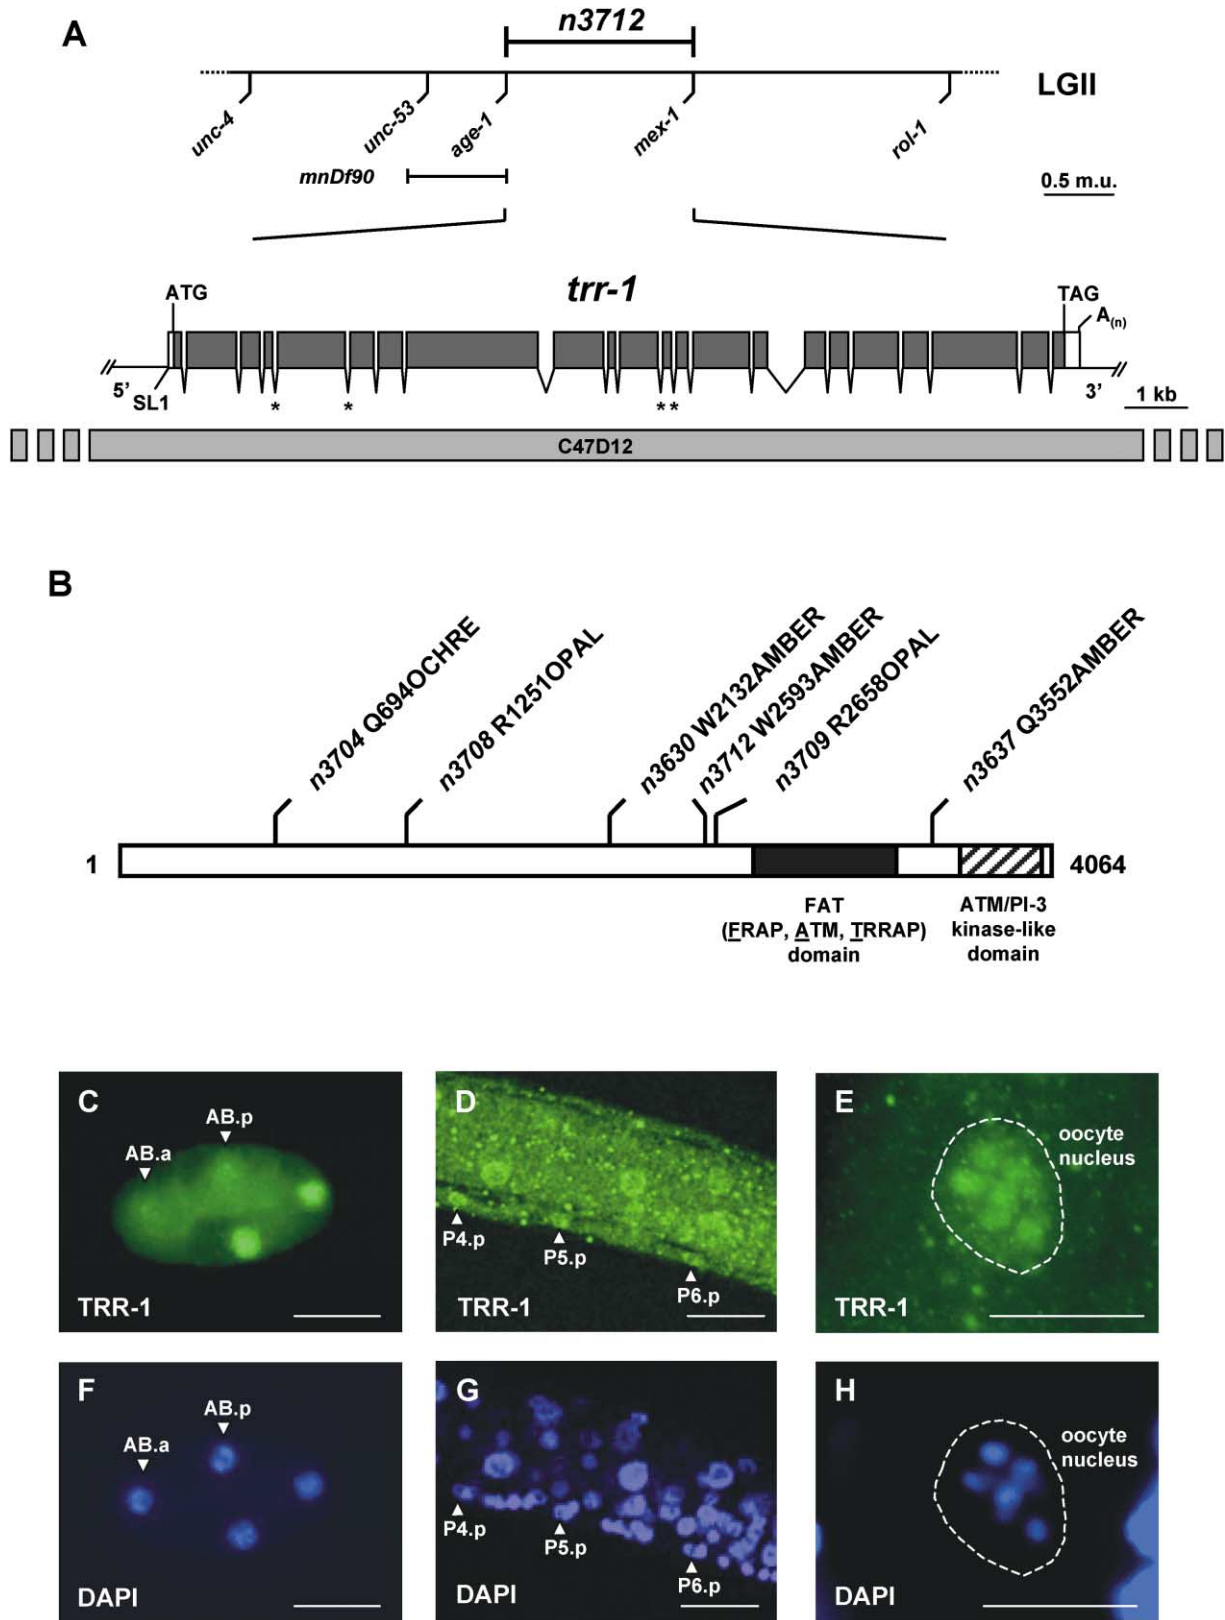 A
n3712
LGII
unc-4
unc-53
age-1
mex-1
rol-1
mnDf90
0.5 m.u.
trr-1
ATG
TAG
A(n)
5’
SL1
* * * *
3’
1 kb
C47D12
B
n3704 Q694OCHRE
n3708 R1251OPAL
n3630 W2132AMBER
n3712 W2593AMBER
n3709 R2658OPAL
n3637 Q3552AMBER
1
4064
FAT
(FRAP, ATM, TRRAP)
domain
ATM/PI-3
kinase-like
domain
C
AB.p
AB.a
TRR-1
D
P4.p
P5.p
P6.p
TRR-1
E
oocyte
nucleus
TRR-1
F
AB.p
AB.a
DAPI
G
P4.p
P5.p
P6.p
DAPI
H
oocyte
nucleus
DAPI